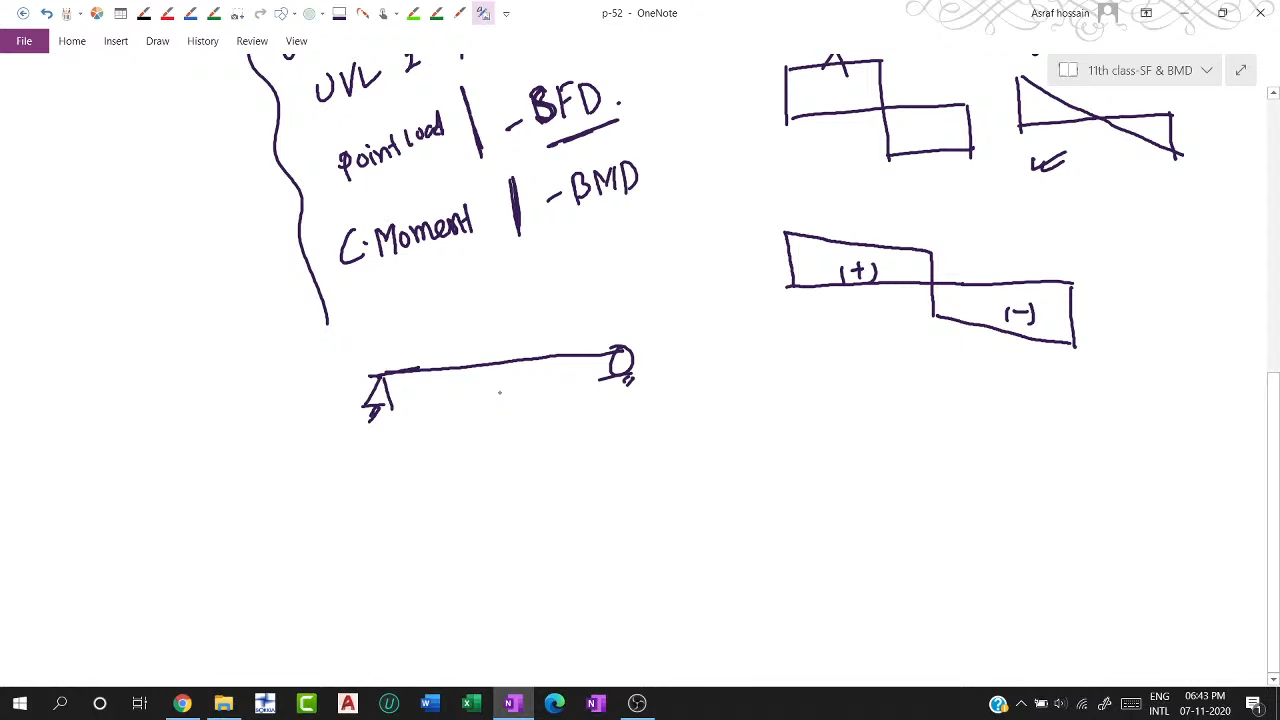 p-52 - OneNote
Asraf hossain
File Home Insert Draw History Review View
11th class-SF & BMD
UVL 2
point load
- BFD.
C.Moment
- BMD
(+)
(-)
ENG
INTL
06:43 PM
07-11-2020